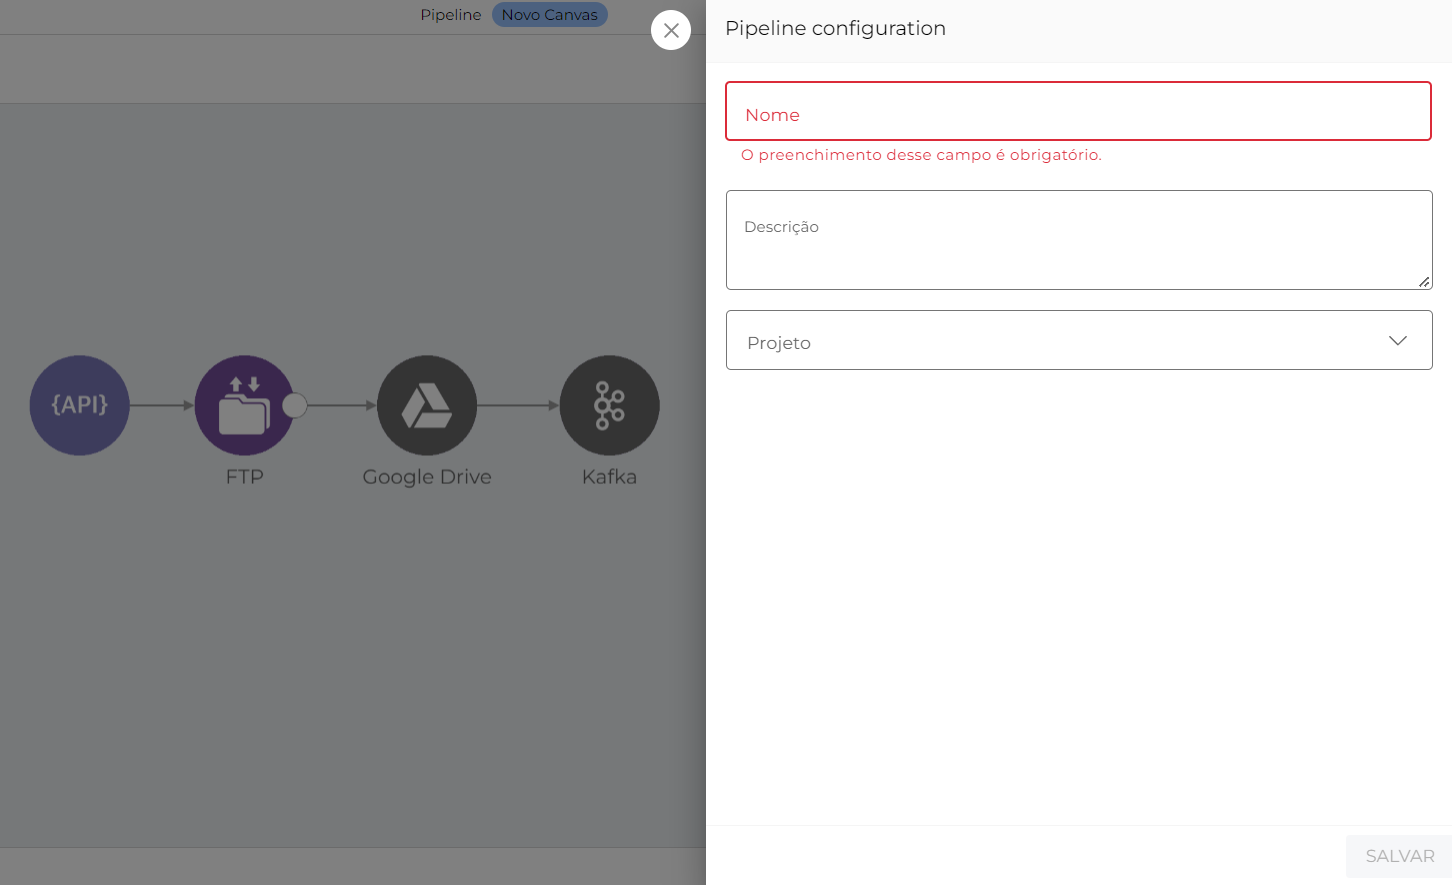 Pipeline Novo Canvas
Pipeline configuration
Nome
O preenchimento desse campo é obrigatório.
Descrição
Projeto
{API}
FTP
Google Drive
Kafka
SALVAR